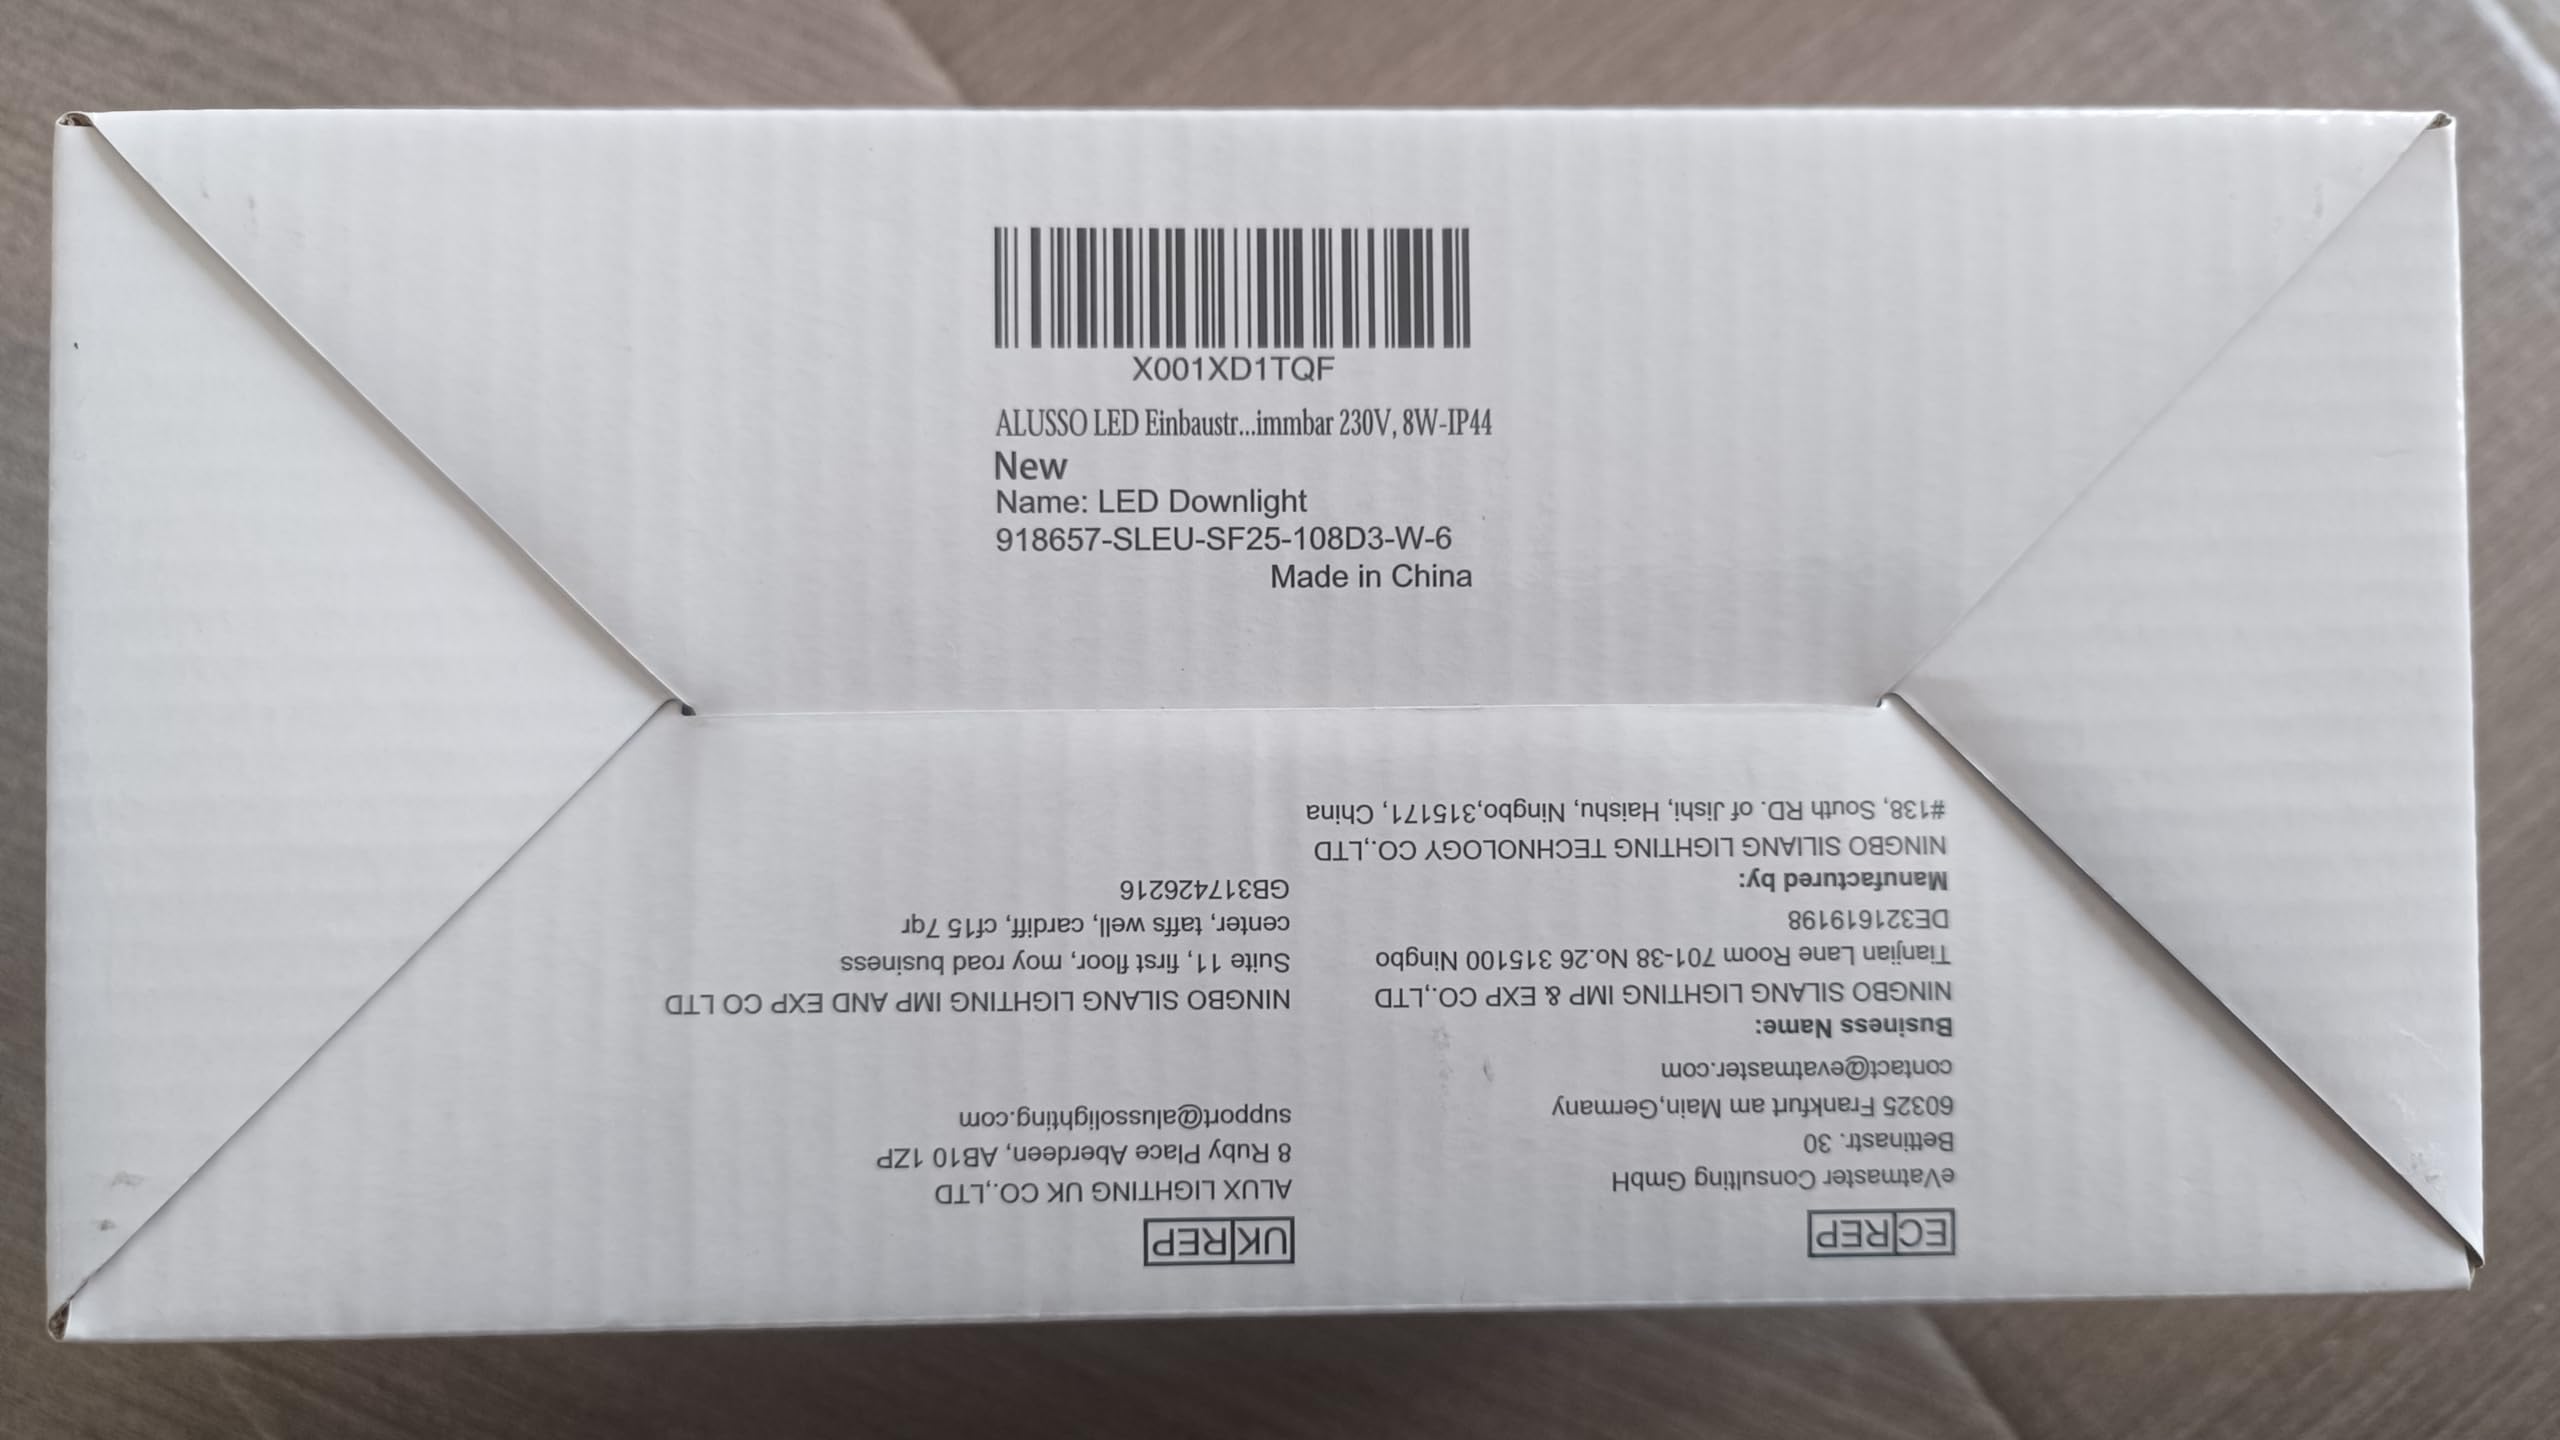 X001XD1TQF
ALUSSO LED Einbaustr...immbar 230V, 8W-IP44
New
Name: LED Downlight
918657-SLEU-SF25-108D3-W-6
Made in China
EC REP
eVatmaster Consulting GmbH
Bettinastr. 30
60325 Frankfurt am Main,Germany
contact@evatmaster.com
Business Name:
NINGBO SILANG LIGHTING IMP & EXP CO.,LTD
Tianjian Lane Room 701-38 No.26 315100 Ningbo
DE321619198
Manufactured by:
NINGBO SILIANG LIGHTING TECHNOLOGY CO.,LTD
#138, South RD. of Jishi, Haishu, Ningbo,315171, China
UK REP
ALUX LIGHTING UK CO.,LTD
8 Ruby Place Aberdeen, AB10 1ZP
support@alussolighting.com
NINGBO SILANG LIGHTING IMP AND EXP CO LTD
Suite 11, first floor, moy road business
center, taffs well, cardiff, cf15 7qr
GB317426216